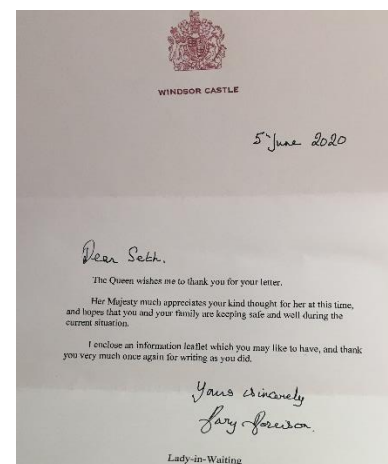 WINDSOR CASTLE
5th June 2020
Dear Seth.
The Queen wishes me to thank you for your letter.
Her Majesty much appreciates your kind thought for her at this time,
and hopes that you and your family are keeping safe and well during the
current situation.
I enclose an information leaflet which you may like to have, and thank
you very much once again for writing as you did.
Yours sincerely
Lady-in-Waiting